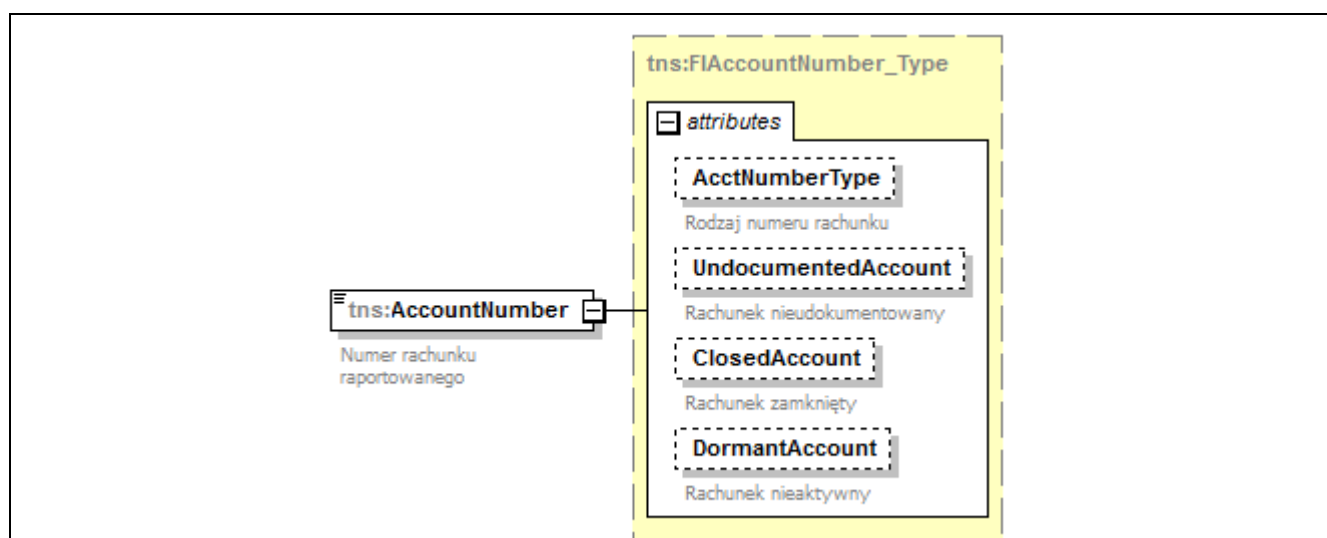 tns:FIAccountNumber_Type
attributes
AcctNumberType
Rodzaj numeru rachunku
UndocumentedAccount
Rachunek nieudokumentowany
tns:AccountNumber
Numer rachunku
raportowanego
ClosedAccount
Rachunek zamknięty
DormantAccount
Rachunek nieaktywny